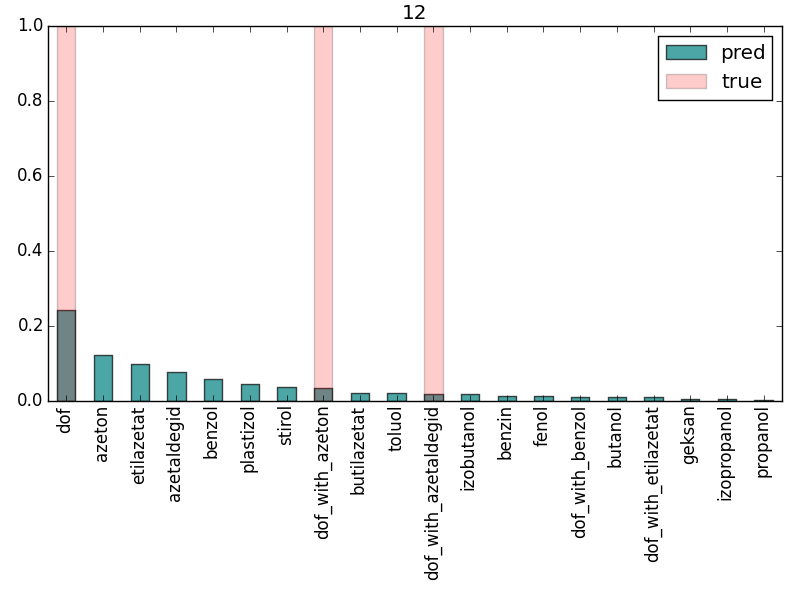 12
1.0
0.8
0.6
0.4
0.2
0.0
pred
true
dof
azeton
etilazetat
azetaldegid
benzol
plastizol
stirol
dof_with_azeton
butilazetat
toluol
dof_with_azetaldegid
izobutanol
benzin
fenol
dof_with_benzol
butanol
dof_with_etilazetat
geksan
izopropanol
propanol